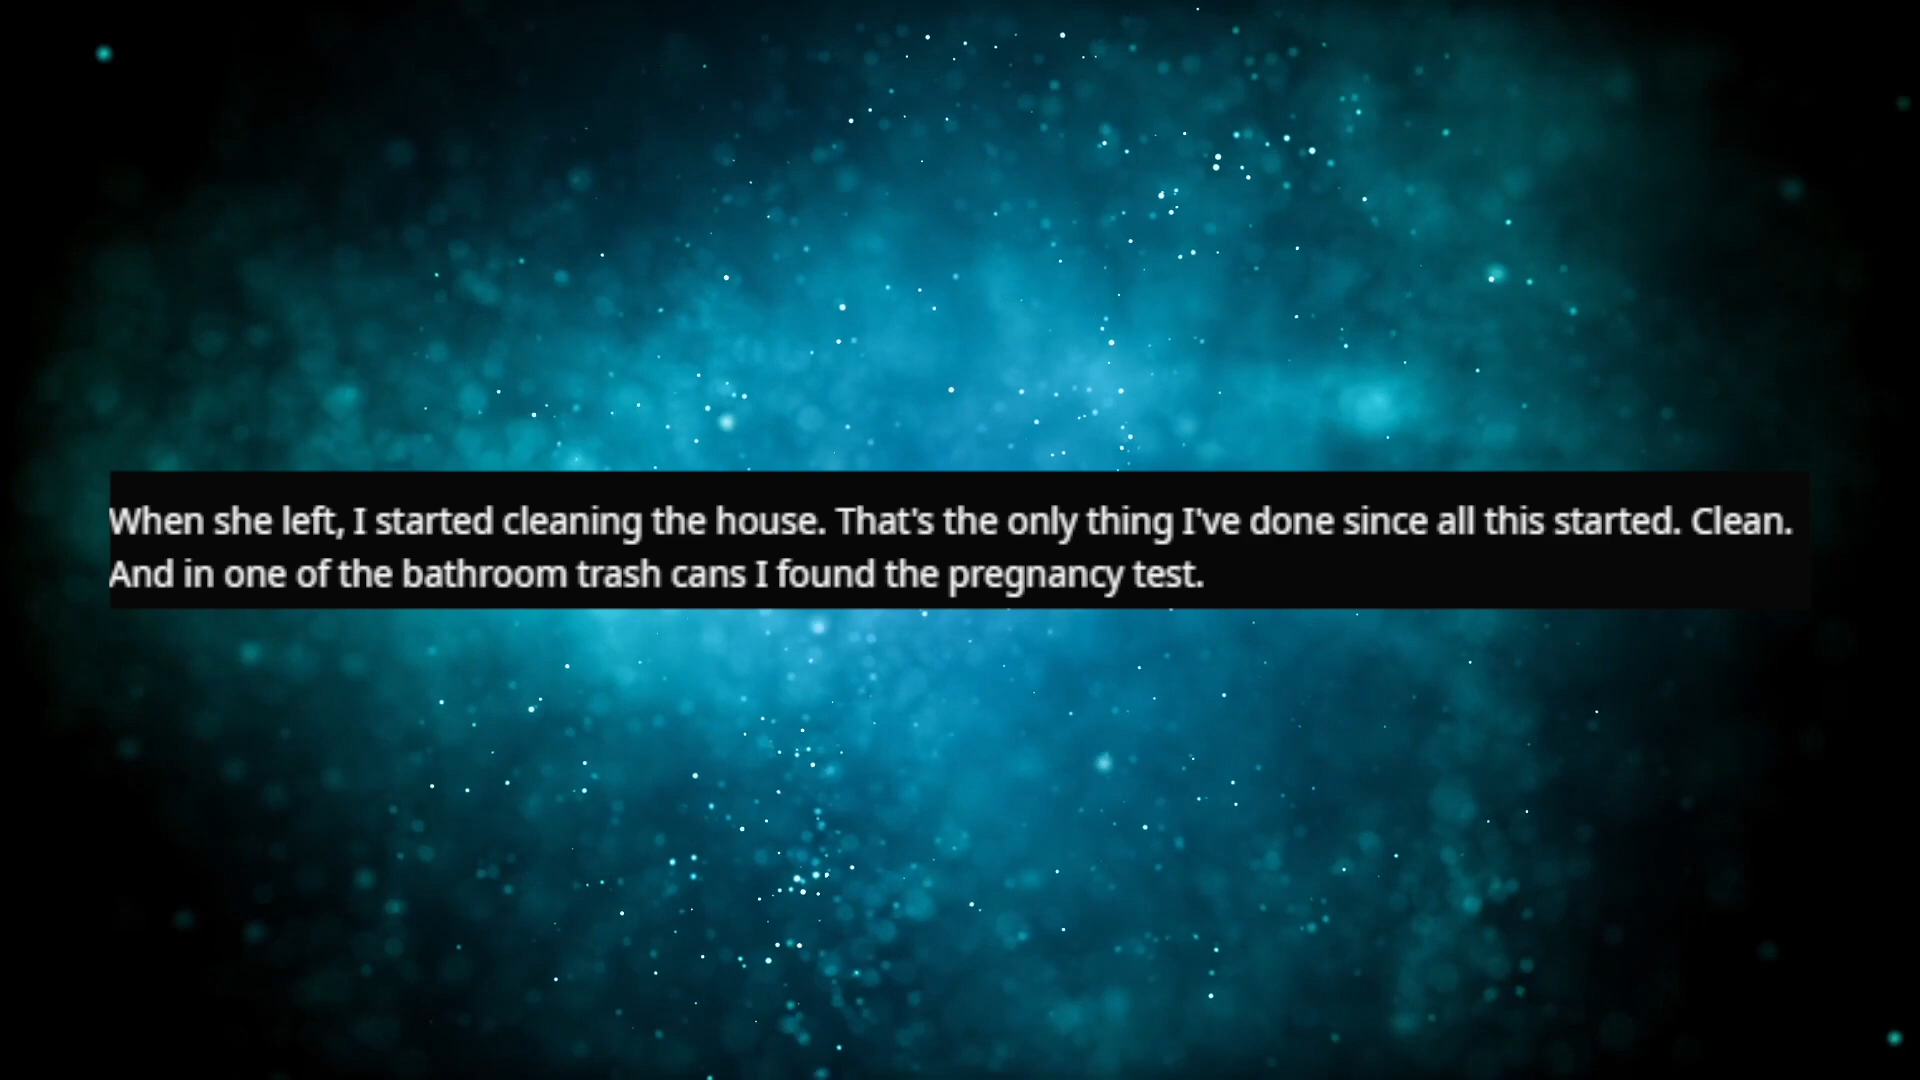 When she left, I started cleaning the house. That's the only thing I've done since all this started. Clean.
And in one of the bathroom trash cans I found the pregnancy test.